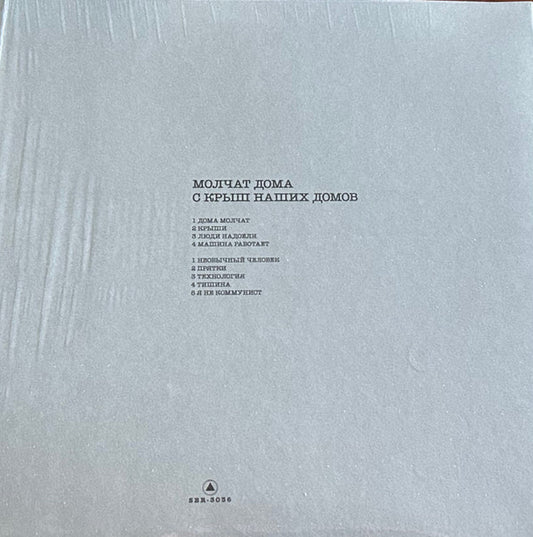 МОЛЧАТ ДОМА
С КРЫШ НАШИХ ДОМОВ
1 ДОМА МОЛЧАТ
2 КРЫШИ
3 ЛЮДИ НАДОЕЛИ
4 МАШИНА РАБОТАЕТ
1 НЕОБЫЧНЫЙ ЧЕЛОВЕК
2 ПРЯТКИ
3 ТЕХНОЛОГИЯ
4 ТИШИНА
5 Я НЕ КОММУНИСТ
SBR-3036